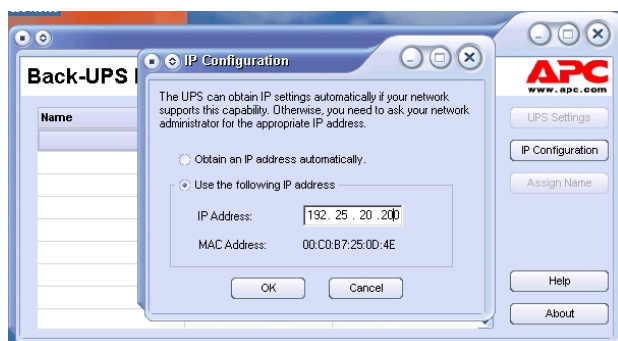 IP Configuration
Back-UPS
APC
www.apc.com
The UPS can obtain IP settings automatically if your network
supports this capability. Otherwise, you need to ask your network
administrator for the appropriate IP address.
Name
UPS Settings
IP Configuration
Assign Name
Obtain an IP address automatically.
Use the following IP address
IP Address:
192. 25 . 20 .200
MAC Address:
00:C0:B7:25:0D:4E
OK
Cancel
Help
About